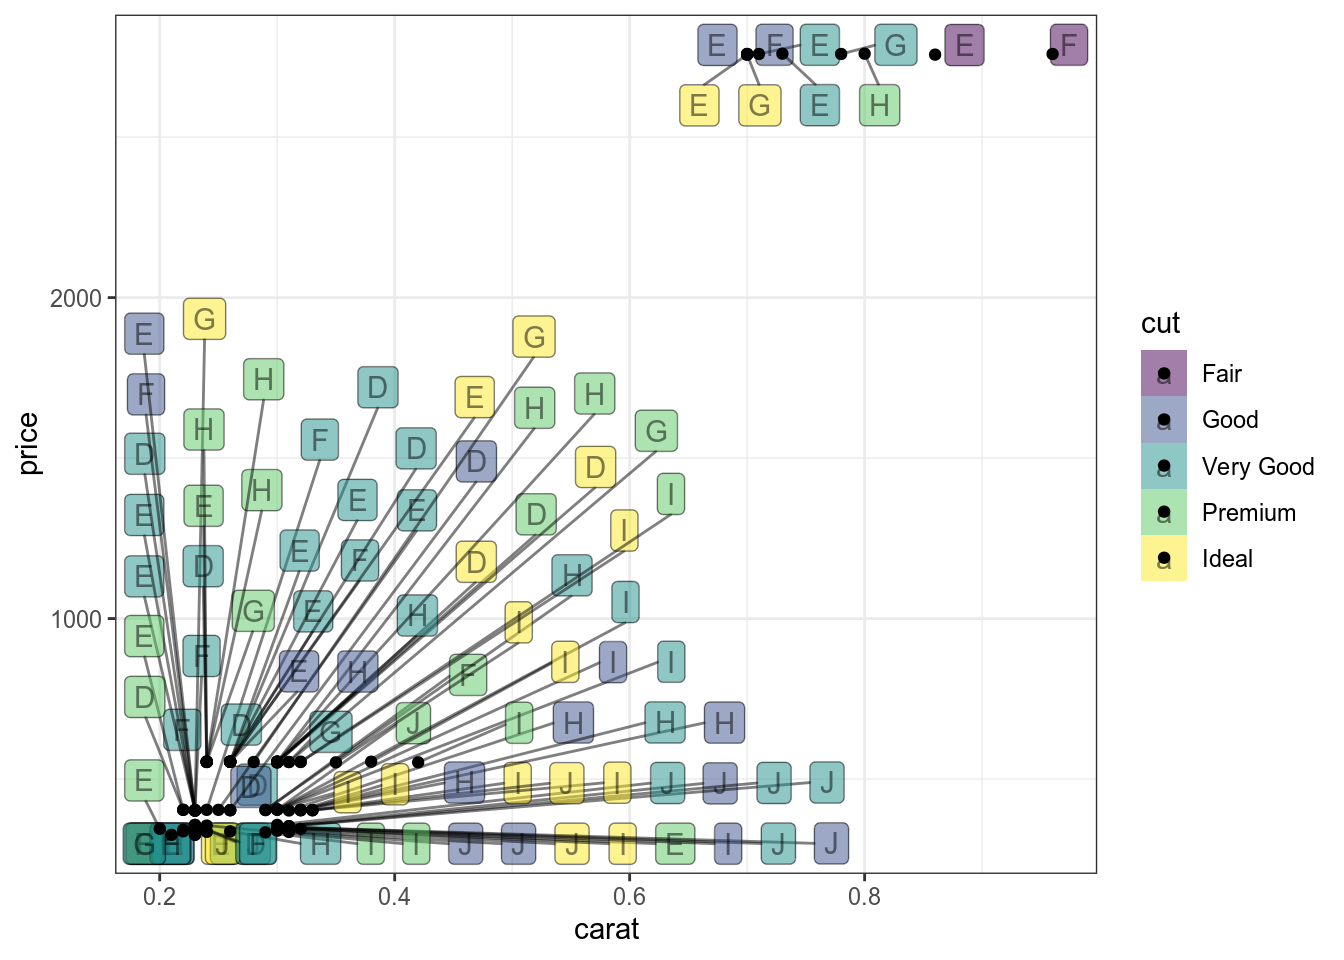 E F E G E F
E G E H
2000
E G G
H D
F E H H
H G
D F D D D
E E H E E D I
D E F D I
E H I
E G E H I
E F
E H F I I I
D
F D G J I H H H
E D I I H I J I J J J J
H J F H I I J J J I E I J J
1000
0.2 0.4 0.6 0.8
carat
price
cut
a Fair
a Good
a Very Good
a Premium
a Ideal